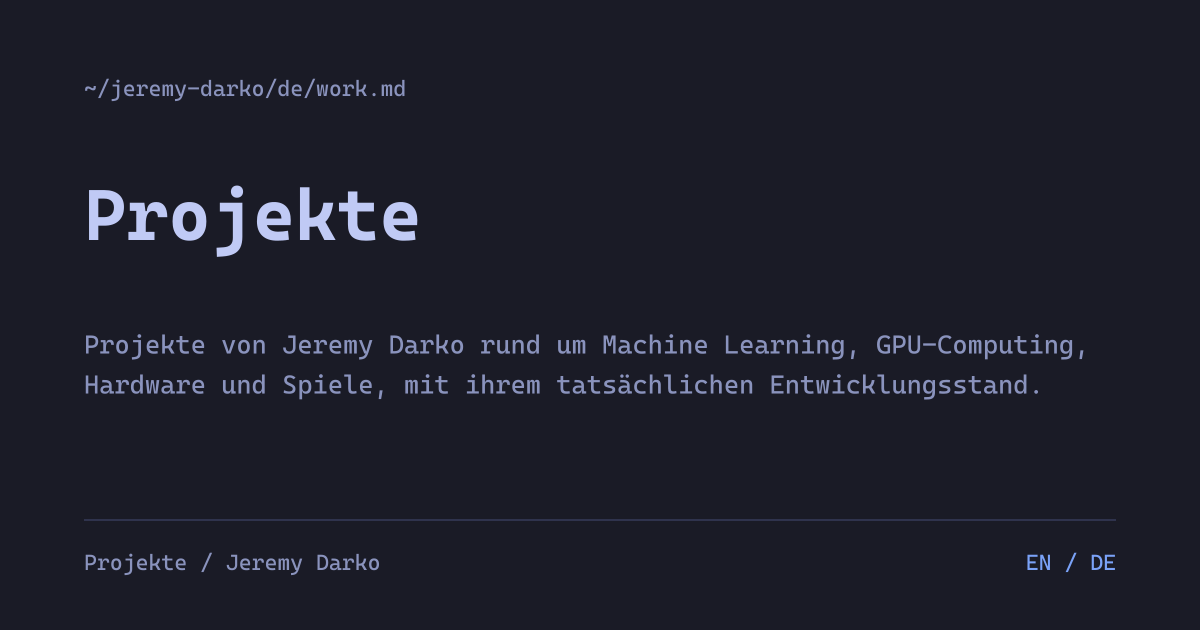 ~/jeremy-darko/de/work.md
Projekte
Projekte von Jeremy Darko rund um Machine Learning, GPU-Computing,
Hardware und Spiele, mit ihrem tatsächlichen Entwicklungsstand.
Projekte / Jeremy Darko
EN / DE